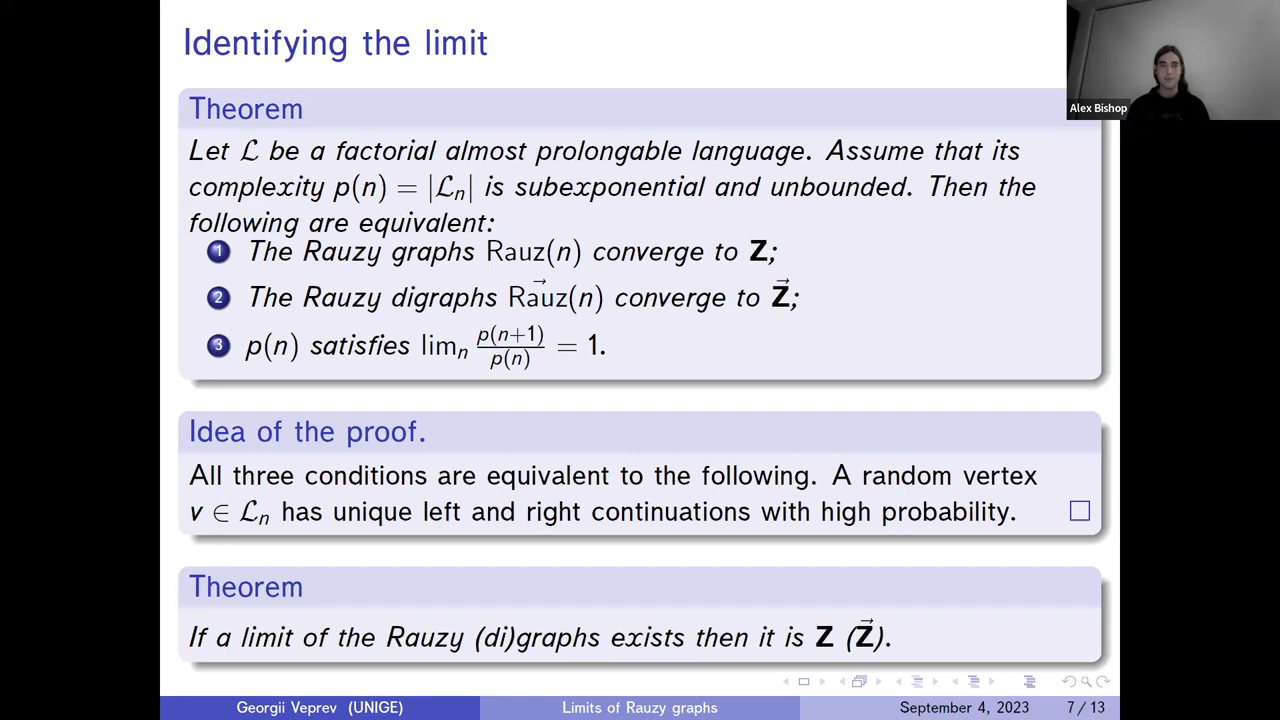 Identifying the limit
Alex Bishop
Theorem
Let ℒ be a factorial almost prolongable language. Assume that its
complexity p(n) = |ℒₙ| is subexponential and unbounded. Then the
following are equivalent:
1 The Rauzy graphs Rauz(n) converge to Z;
2 The Rauzy digraphs Rauz⃗(n) converge to Z⃗;
3 p(n) satisfies limₙ p(n+1)/p(n) = 1.
Idea of the proof.
All three conditions are equivalent to the following. A random vertex
v ∈ ℒₙ has unique left and right continuations with high probability. □
Theorem
If a limit of the Rauzy (di)graphs exists then it is Z (Z⃗).
Georgii Veprev (UNIGE) Limits of Rauzy graphs September 4, 2023 7 / 13